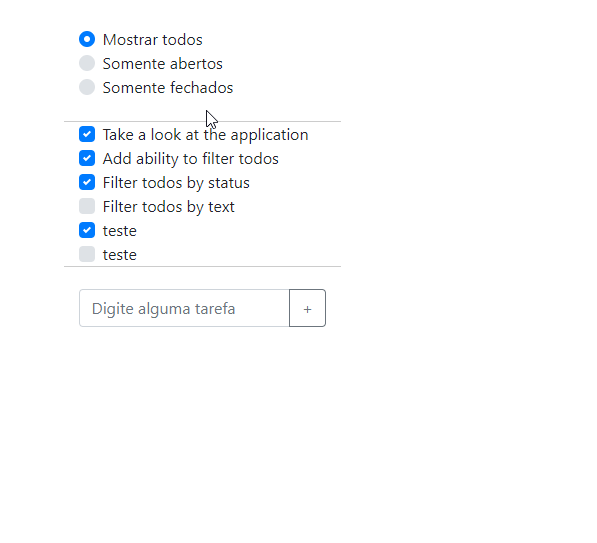 Mostrar todos
Somente abertos
Somente fechados
Take a look at the application
Add ability to filter todos
Filter todos by status
Filter todos by text
teste
teste
Digite alguma tarefa +